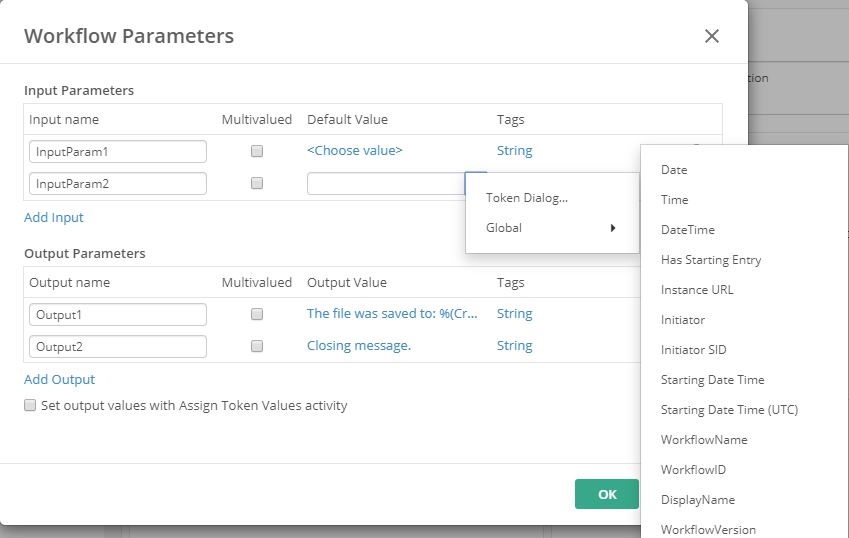 Workflow Parameters
tion
Input Parameters
Input name Multivalued Default Value Tags
InputParam1 <Choose value> String
InputParam2
Token Dialog...
Global
Add Input
Output Parameters
Output name Multivalued Output Value Tags
Output1 The file was saved to: %(Cr... String
Output2 Closing message. String
Add Output
Set output values with Assign Token Values activity
OK
Date
Time
DateTime
Has Starting Entry
Instance URL
Initiator
Initiator SID
Starting Date Time
Starting Date Time (UTC)
WorkflowName
WorkflowID
DisplayName
WorkflowVersion